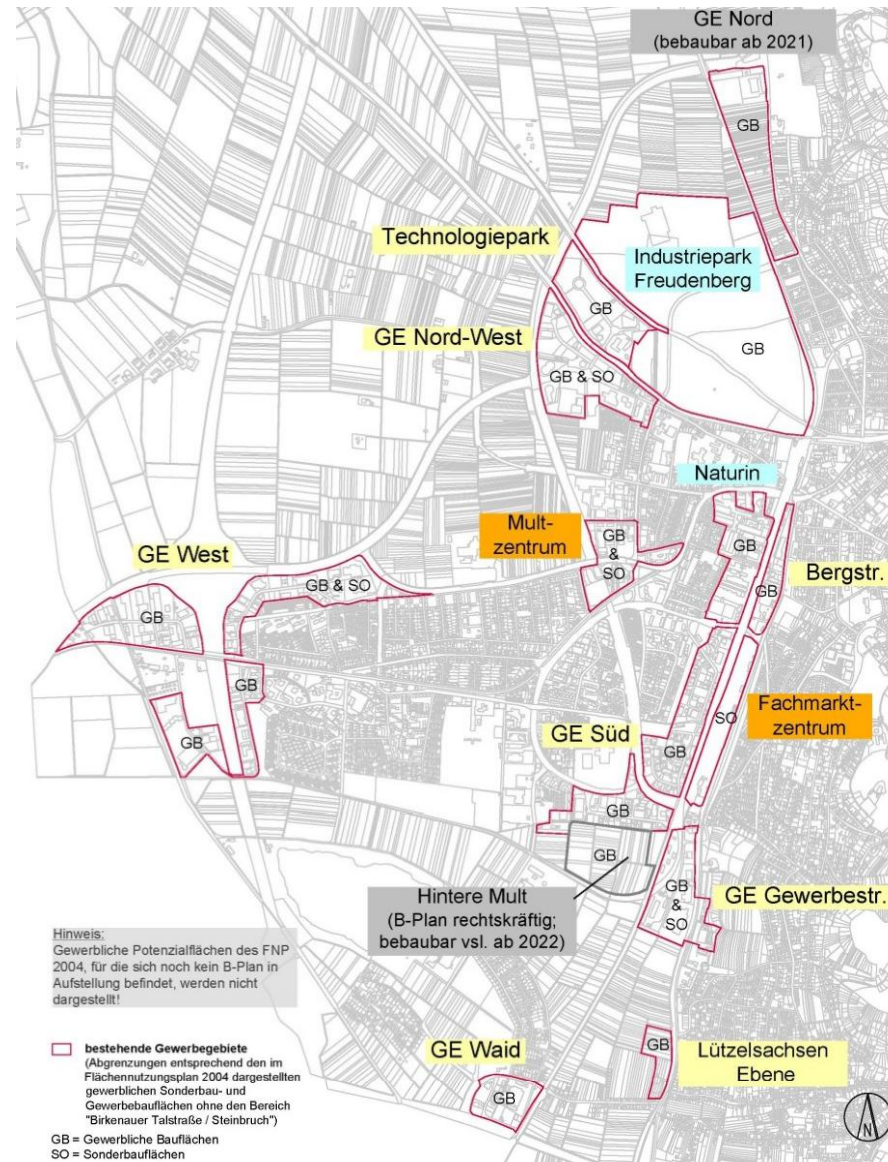 GE Nord
(bebaubar ab 2021)
GB
Technologiepark
Industriepark
Freudenberg
GB
GE Nord-West
GB
GB & SO
Naturin
Mult-
zentrum
GB
&
SO
GB
GE West
GB & SO
Bergstr.
GB
GB
GB
Fachmarkt-
zentrum
SO
GE Süd
GB
GB
GB
GB
Hintere Mult
(B-Plan rechtskräftig;
bebaubar vsl. ab 2022)
GB
&
SO
GE Gewerbestr.
Hinweis:
Gewerbliche Potenzialflächen des FNP
2004, für die sich noch kein B-Plan in
Aufstellung befindet, werden nicht
dargestellt!
bestehende Gewerbegebiete
(Abgrenzungen entsprechend den im
Flächennutzungsplan 2004 dargestellten
gewerblichen Sonderbau- und
Gewerbebauflächen ohne den Bereich
"Birkenauer Talstraße / Steinbruch")
GB = Gewerbliche Bauflächen
SO = Sonderbauflächen
GE Waid
GB
GB
Lützelsachsen
Ebene
N